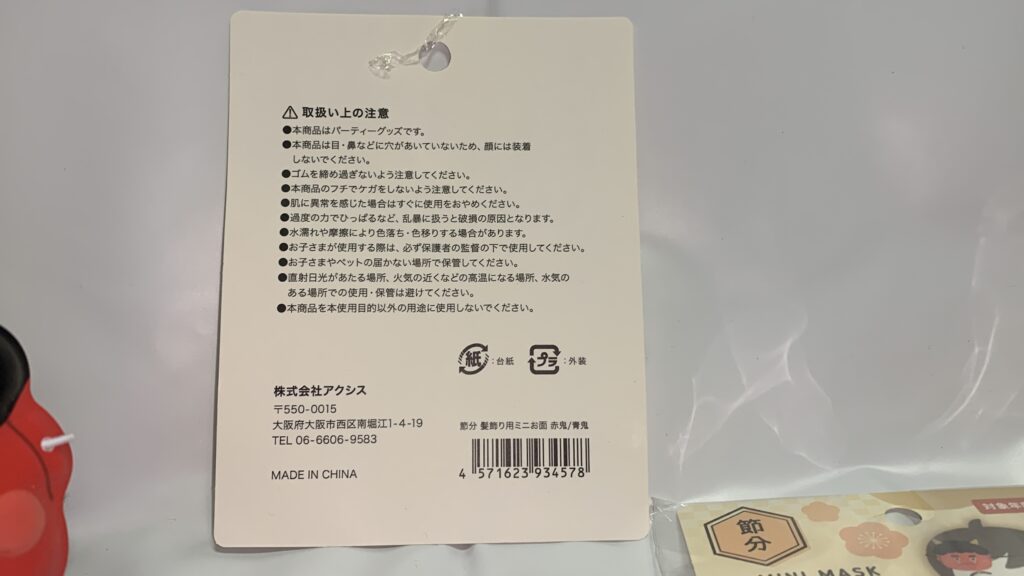 ⚠取扱い上の注意
●本商品はパーティーグッズです。
●本商品は目・鼻などに穴があいていないため、顔には装着
しないでください。
●ゴムを締め過ぎないよう注意してください。
●本商品のフチでケガをしないよう注意してください。
●肌に異常を感じた場合はすぐに使用をおやめください。
●過度の力でひっぱるなど、乱暴に扱うと破損の原因となります。
●水濡れや摩擦により色落ち・色移りする場合があります。
●お子さまが使用する際は、必ず保護者の監督の下で使用してください。
●お子さまやペットの届かない場所で保管してください。
●直射日光があたる場所、火気の近くなどの高温になる場所、水気の
ある場所での使用・保管は避けてください。
●本商品を本使用目的以外の用途に使用しないでください。
紙:台紙 プラ:外装
株式会社アクシス
〒550-0015
大阪府大阪市西区南堀江1-4-19
TEL 06-6606-9583
MADE IN CHINA
節分 髪飾り用ミニお面 赤鬼/青鬼
4 571623 934578
節分
MINI MASK
対象年